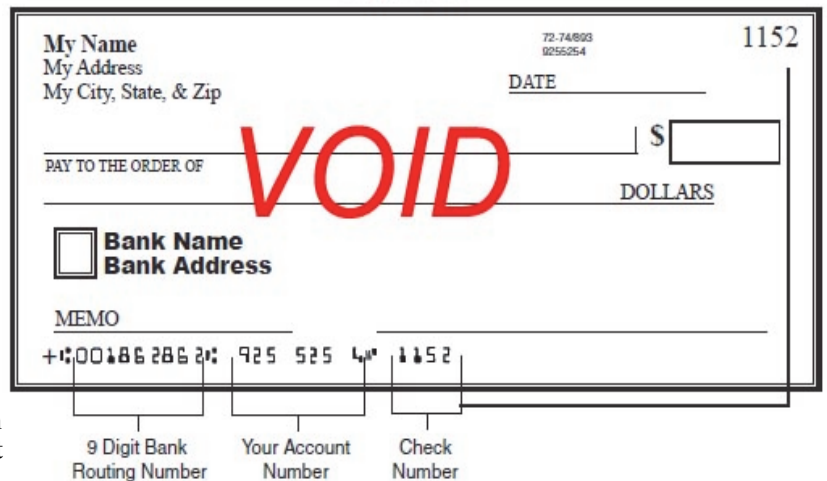 My Name
My Address
My City, State, & Zip
72-74/893
9255254
1152
DATE
$
PAY TO THE ORDER OF
VOID
DOLLARS
Bank Name
Bank Address
MEMO
⑆001862862⑆ 925 525 4⑈ 1152
9 Digit Bank
Routing Number
Your Account
Number
Check
Number